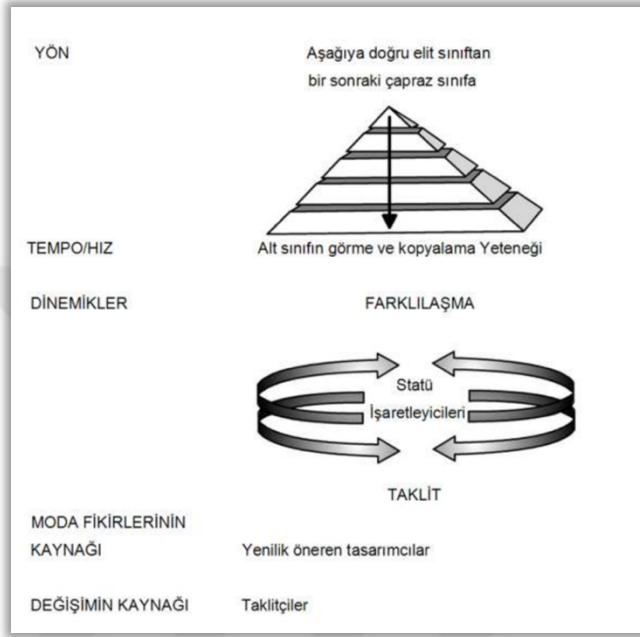 YÖN
Aşağıya doğru elit sınıftan
bir sonraki çapraz sınıfa
TEMPO/HIZ
Alt sınıfın görme ve kopyalama Yeteneği
DİNEMİKLER
FARKLILAŞMA
Statü
İşaretleyicileri
TAKLİT
MODA FİKİRLERİNİN
KAYNAĞI
Yenilik öneren tasarımcılar
DEĞİŞİMİN KAYNAĞI
Taklitçiler